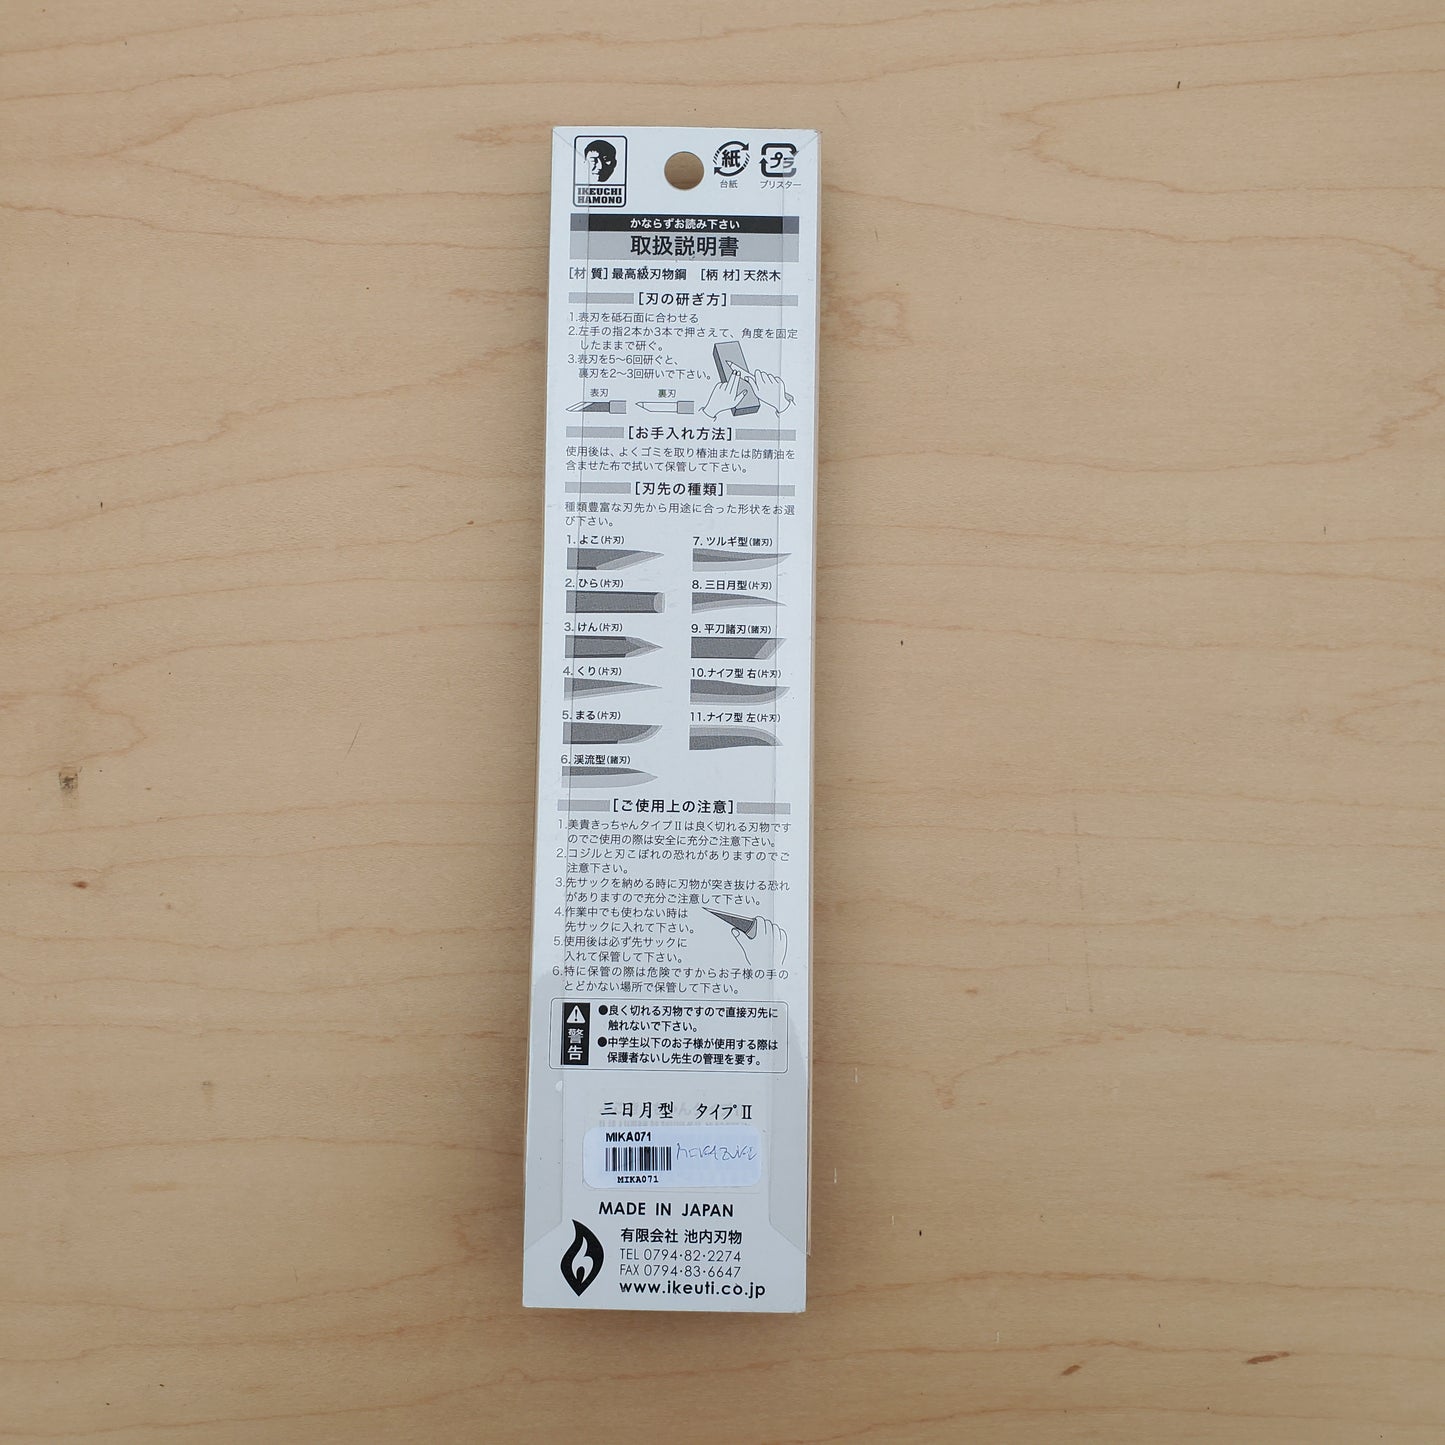 IKEUCHI
HAMONO
紙
プラ
台紙
ブリスター
かならずお読み下さい
取扱説明書
[材 質]最高級刃物鋼 [柄 材]天然木
[刃の研ぎ方]
1.表刃を砥石面に合わせる
2.左手の指2本か3本で押さえて、角度を固定
したままで研ぐ。
3.表刃を5〜6回研ぐと、
裏刃を2〜3回研いで下さい。
表刃
裏刃
[お手入れ方法]
使用後は、よくゴミを取り椿油または防錆油を
含ませた布で拭いて保管して下さい。
[刃先の種類]
種類豊富な刃先から用途に合った形状をお選
び下さい。
1. よこ(片刃)
2. ひら(片刃)
3. けん(片刃)
4. くり(片刃)
5. まる(片刃)
6. 渓流型(諸刃)
7. ツルギ型(諸刃)
8. 三日月型(片刃)
9. 平刀諸刃(諸刃)
10.ナイフ型 右(片刃)
11.ナイフ型 左(片刃)
[ご使用上の注意]
1.美貴きっちゃんタイプⅡは良く切れる刃物です
のでご使用の際は安全に充分ご注意下さい。
2.コジルと刃こぼれの恐れがありますのでご
注意下さい。
3.先サックを納める時に刃物が突き抜ける恐れ
がありますので充分ご注意して下さい。
4.作業中でも使わない時は
先サックに入れて下さい。
5.使用後は必ず先サックに
入れて保管して下さい。
6.特に保管の際は危険ですからお子様の手の
とどかない場所で保管して下さい。
警告
●良く切れる刃物ですので直接刃先に
触れないで下さい。
●中学生以下のお子様が使用する際は
保護者ないし先生の管理を要す。
三日月型 タイプⅡ
MIKA071
MIKAZUKI
MIKA071
MADE IN JAPAN
有限会社 池内刃物
TEL 0794・82・2274
FAX 0794・83・6647
www.ikeuti.co.jp